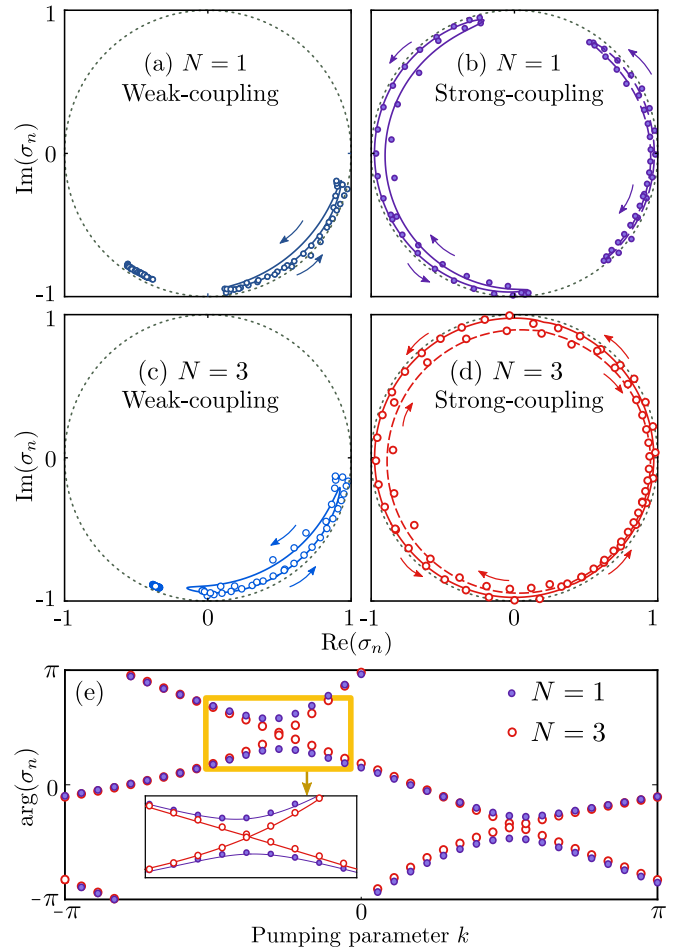 1
(a) N = 1
Weak-coupling
(b) N = 1
Strong-coupling
Im(σₙ)
0
-1
1
(c) N = 3
Weak-coupling
(d) N = 3
Strong-coupling
Im(σₙ)
0
-1
-1 0 1 -1 0 1
Re(σₙ)
π
(e)
N = 1
N = 3
arg(σₙ)
0
-π
-π 0 π
Pumping parameter k